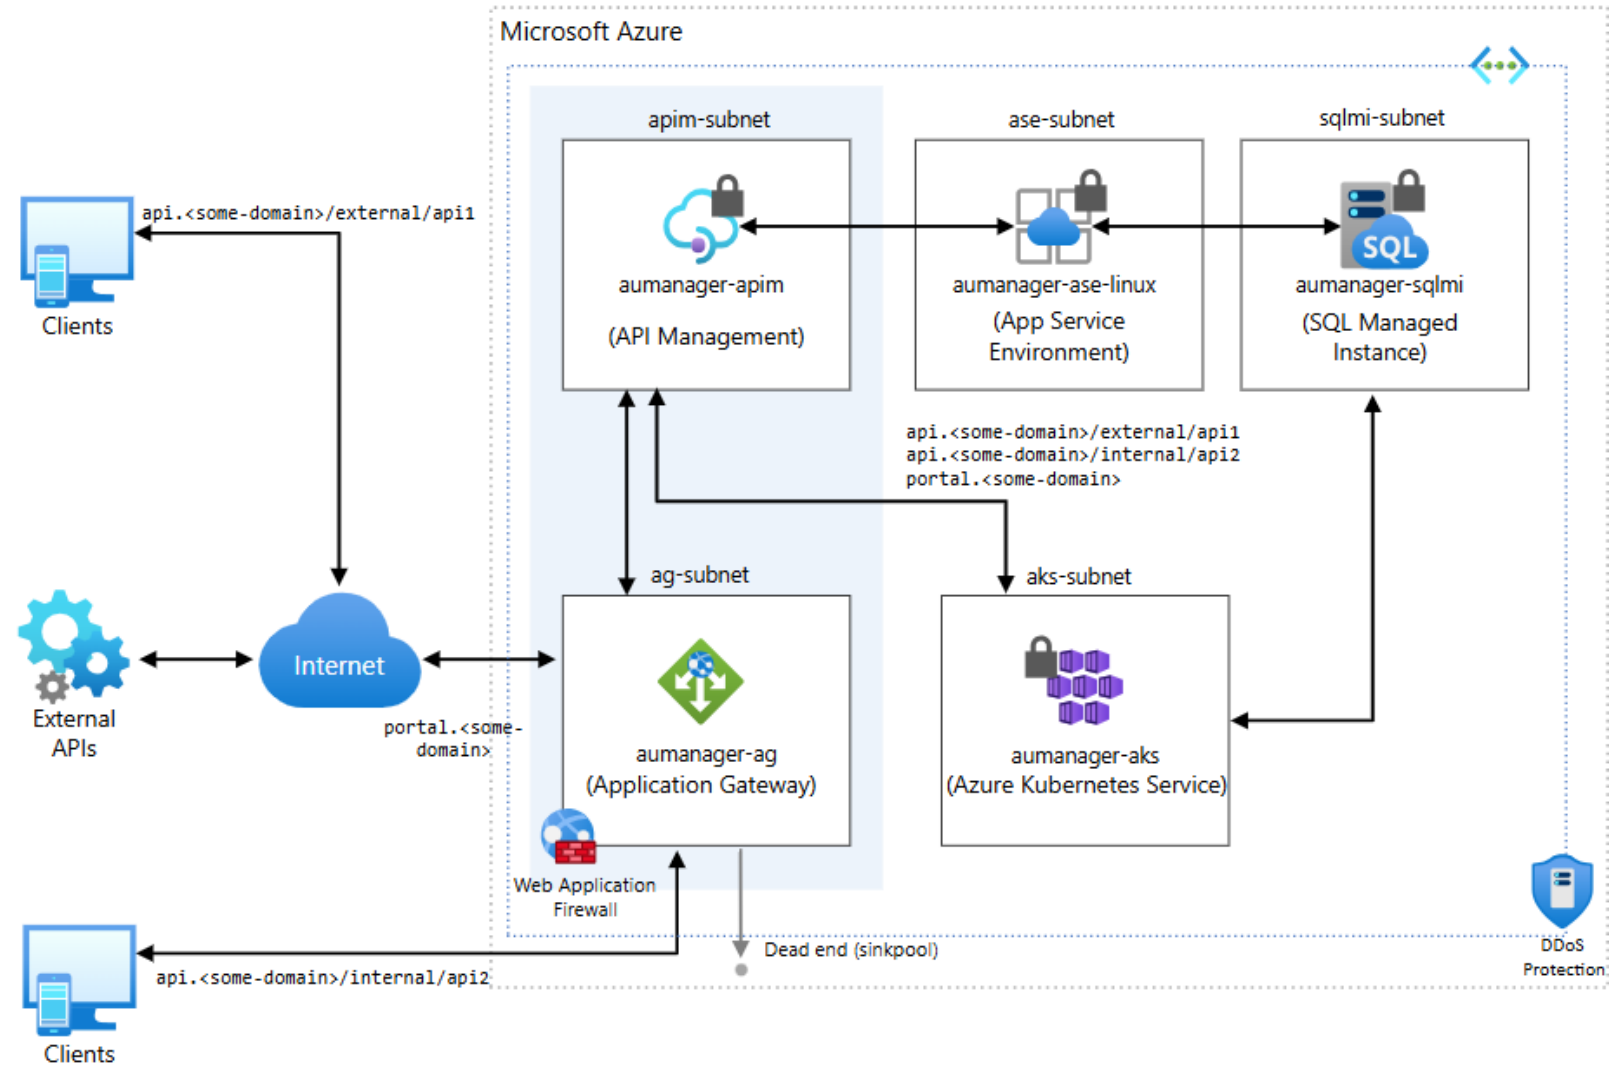 Microsoft Azure
apim-subnet
ase-subnet
sqlmi-subnet
api.<some-domain>/external/api1
Clients
aumanager-apim
(API Management)
aumanager-ase-linux
(App Service
Environment)
SQL
aumanager-sqlmi
(SQL Managed
Instance)
api.<some-domain>/external/api1
api.<some-domain>/internal/api2
portal.<some-domain>
ag-subnet
aks-subnet
Internet
External
APIs
portal.<some-
domain>
aumanager-ag
(Application Gateway)
aumanager-aks
(Azure Kubernetes Service)
Web Application
Firewall
Dead end (sinkpool)
DDoS
Protection
api.<some-domain>/internal/api2
Clients